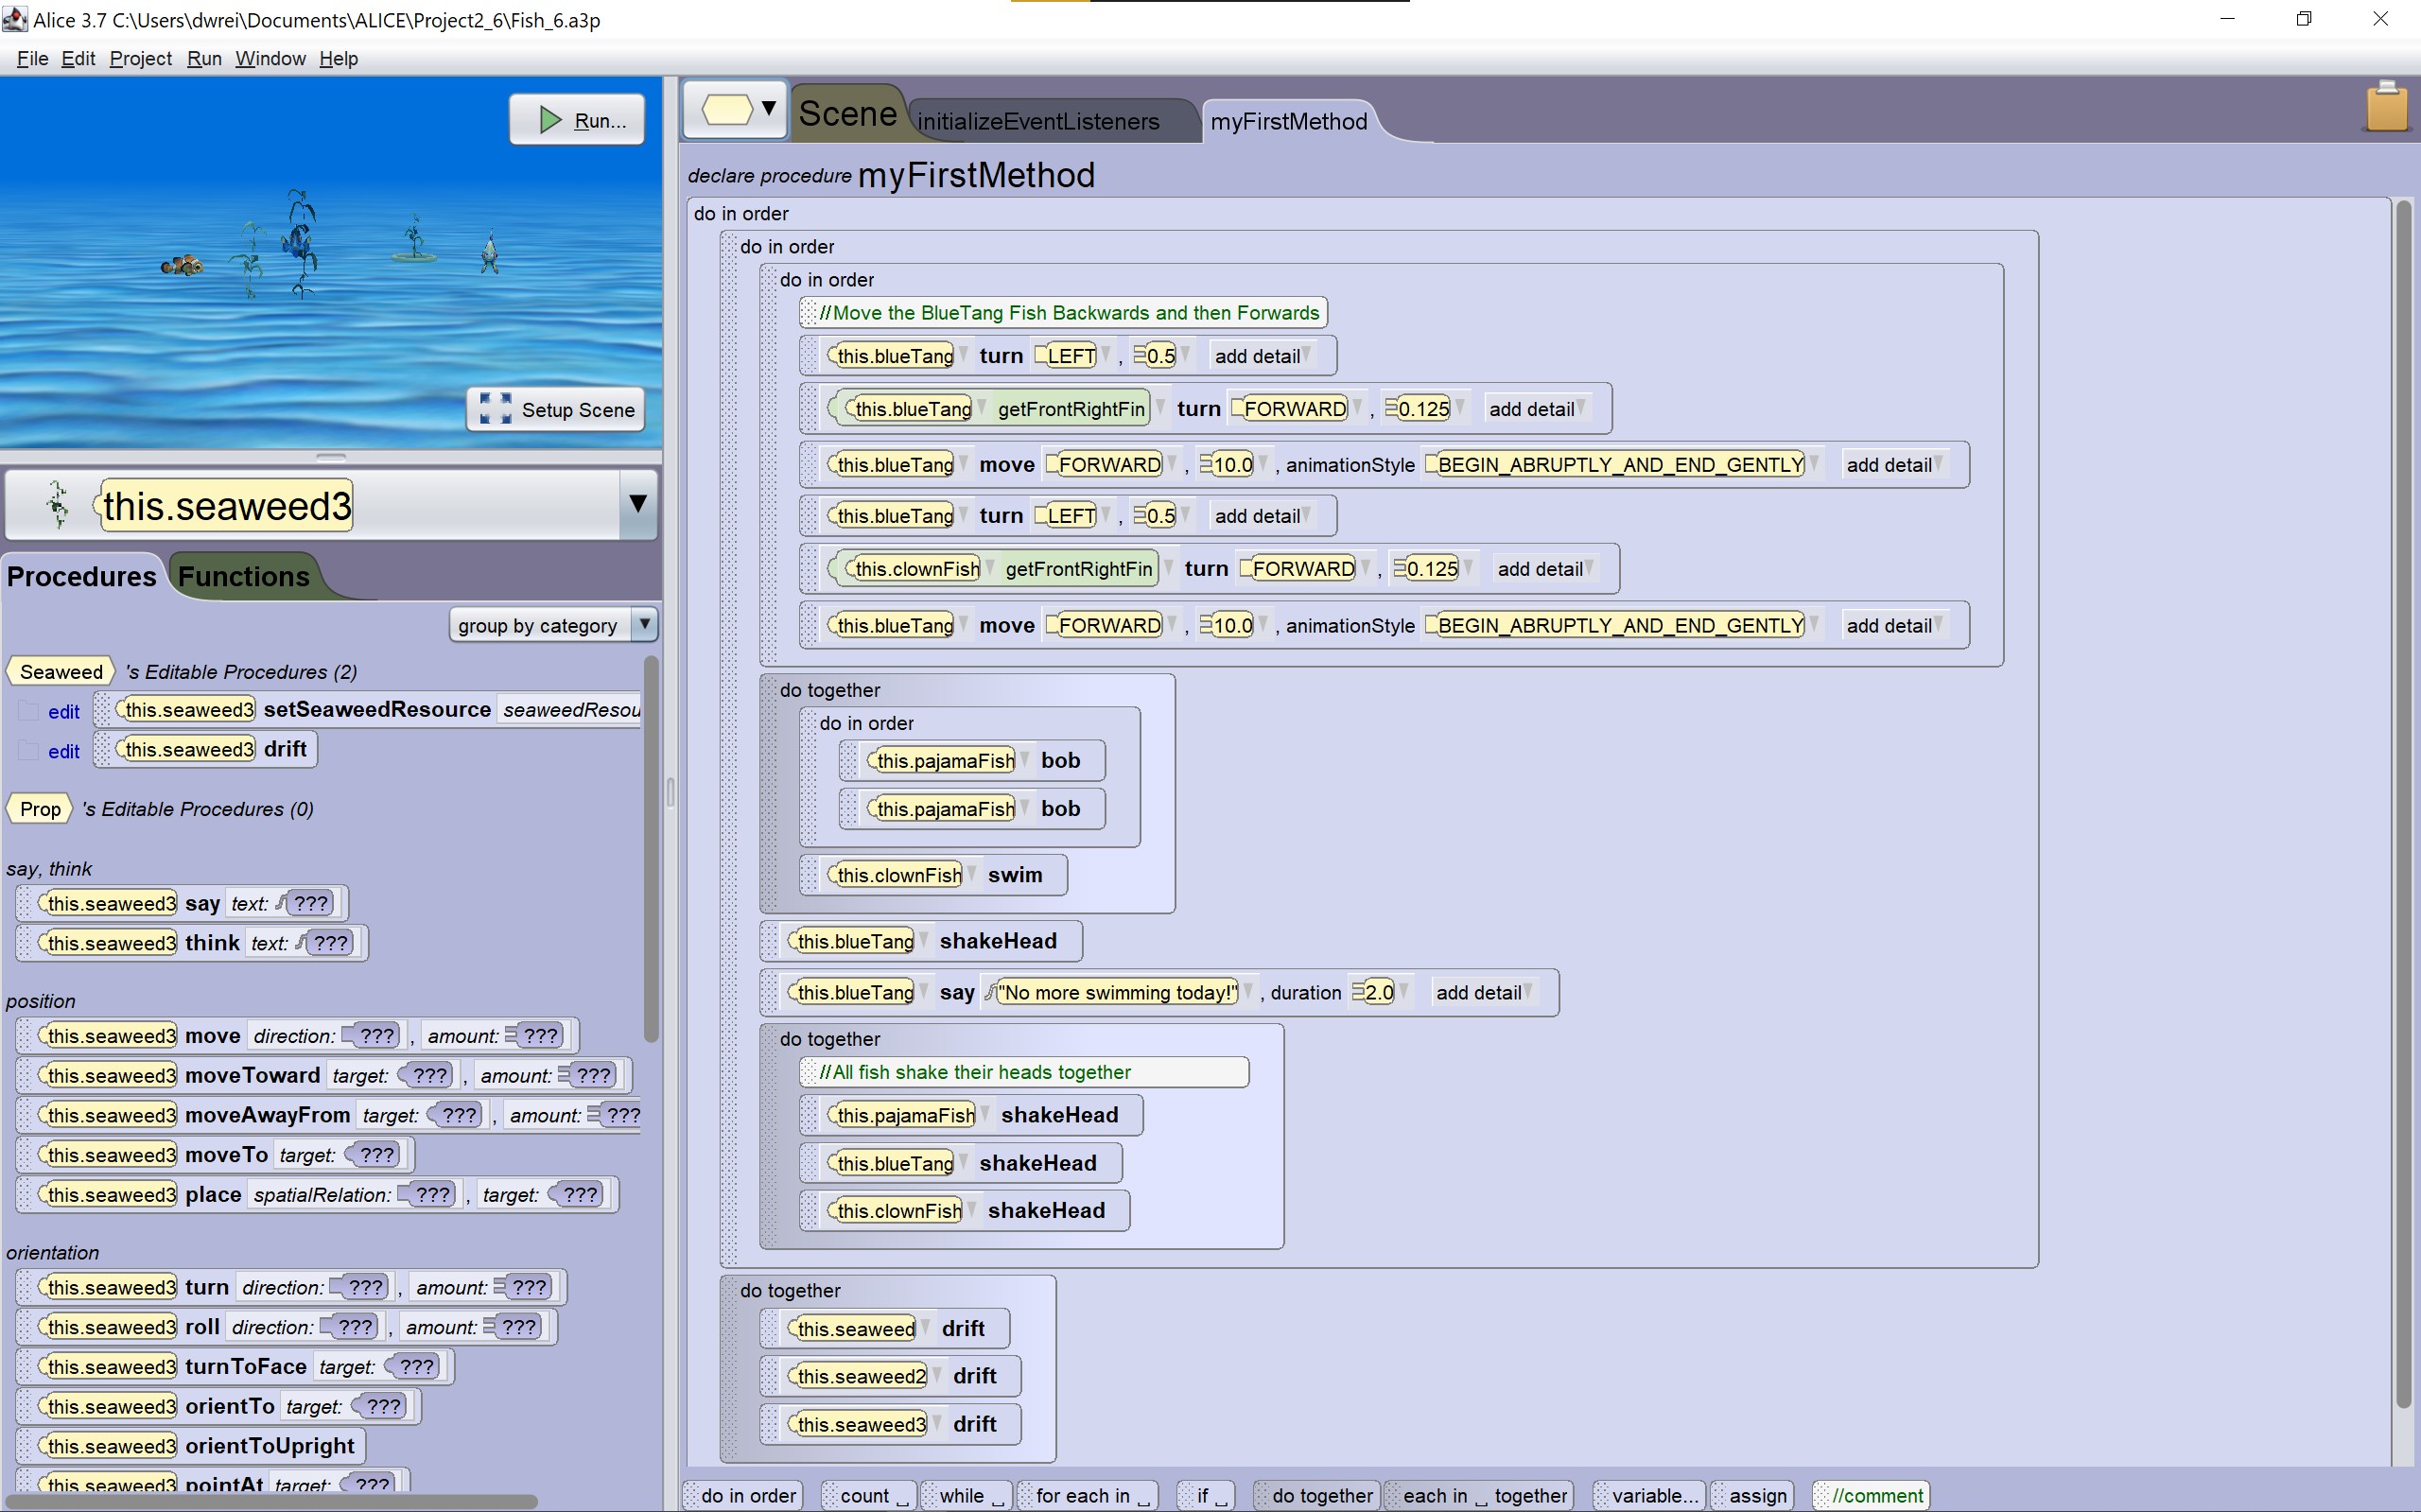 Alice 3.7 C:\Users\dwrei\Documents\ALICE\Project2_6\Fish_6.a3p
File Edit Project Run Window Help
Run...
Setup Scene
this.seaweed3
Procedures Functions
group by category
Seaweed 's Editable Procedures (2)
edit this.seaweed3 setSeaweedResource seaweedResou
edit this.seaweed3 drift
Prop 's Editable Procedures (0)
say, think
this.seaweed3 say text: ???
this.seaweed3 think text: ???
position
this.seaweed3 move direction: ??? , amount: ???
this.seaweed3 moveToward target: ??? , amount: ???
this.seaweed3 moveAwayFrom target: ??? , amount: ???
this.seaweed3 moveTo target: ???
this.seaweed3 place spatialRelation: ??? , target: ???
orientation
this.seaweed3 turn direction: ??? , amount: ???
this.seaweed3 roll direction: ??? , amount: ???
this.seaweed3 turnToFace target: ???
this.seaweed3 orientTo target: ???
this.seaweed3 orientToUpright
this.seaweed3 pointAt target: ???
Scene initializeEventListeners myFirstMethod
declare procedure myFirstMethod
do in order
do in order
do in order
//Move the BlueTang Fish Backwards and then Forwards
this.blueTang turn LEFT , 0.5 add detail
this.blueTang getFrontRightFin turn FORWARD , 0.125 add detail
this.blueTang move FORWARD , 10.0 , animationStyle BEGIN_ABRUPTLY_AND_END_GENTLY add detail
this.blueTang turn LEFT , 0.5 add detail
this.clownFish getFrontRightFin turn FORWARD , 0.125 add detail
this.blueTang move FORWARD , 10.0 , animationStyle BEGIN_ABRUPTLY_AND_END_GENTLY add detail
do together
do in order
this.pajamaFish bob
this.pajamaFish bob
this.clownFish swim
this.blueTang shakeHead
this.blueTang say "No more swimming today!" , duration 2.0 add detail
do together
//All fish shake their heads together
this.pajamaFish shakeHead
this.blueTang shakeHead
this.clownFish shakeHead
do together
this.seaweed drift
this.seaweed2 drift
this.seaweed3 drift
do in order count ␣ while ␣ for each in ␣ if ␣ do together each in ␣ together variable... assign //comment